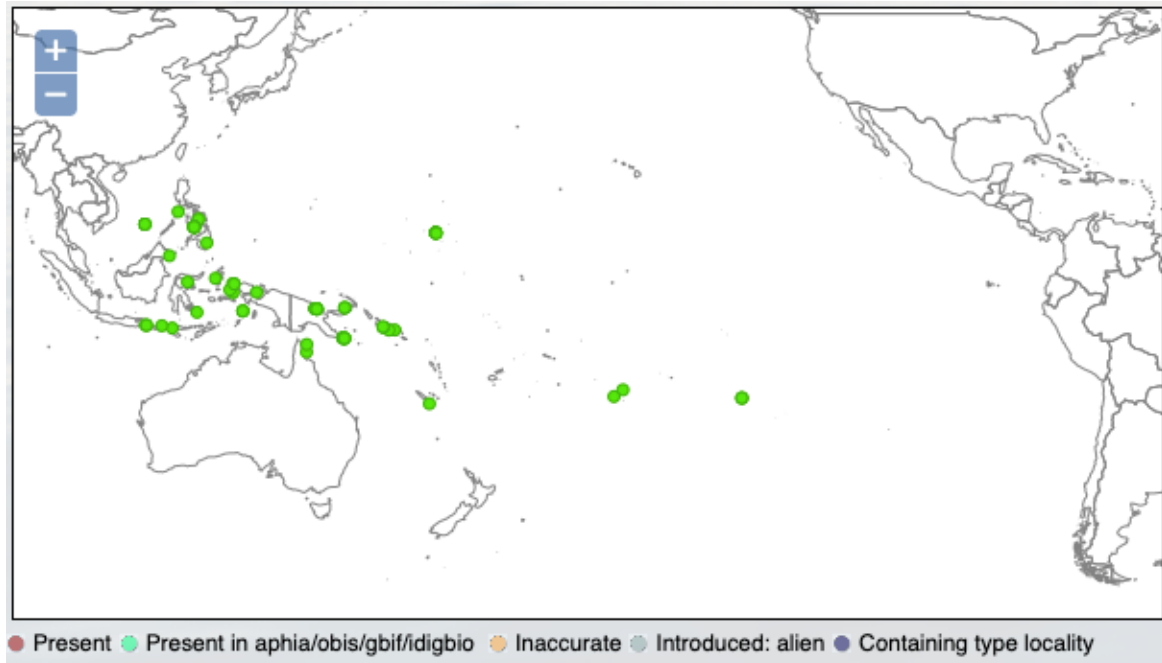 +
−
Present Present in aphia/obis/gbif/idigbio Inaccurate Introduced: alien Containing type locality